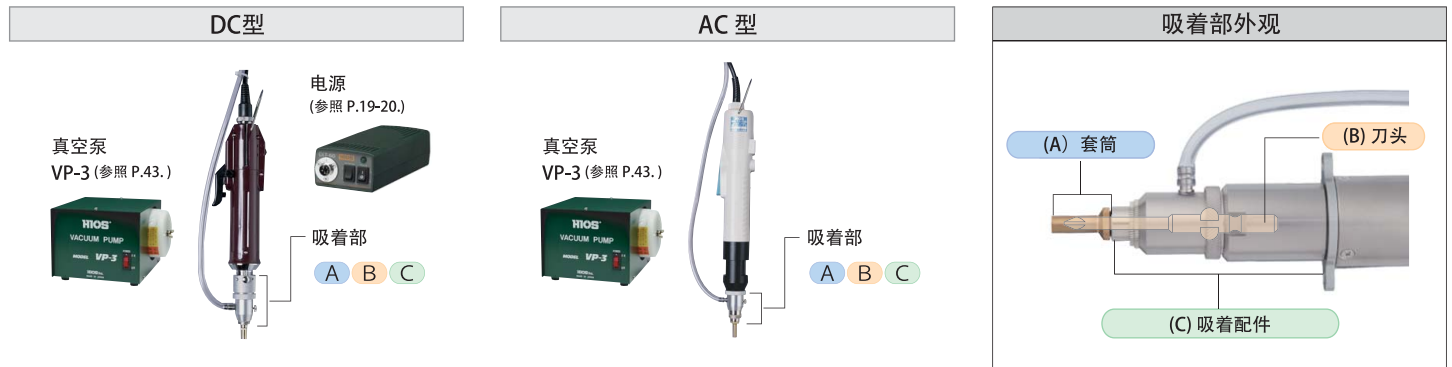 DC型
电源
(参照 P.19-20.)
真空泵
VP-3 (参照 P.43.)
HIOS
VACUUM PUMP
MODEL VP-3
吸着部
A B C
AC 型
真空泵
VP-3 (参照 P.43.)
HIOS
VACUUM PUMP
MODEL VP-3
吸着部
A B C
吸着部外观
(A) 套筒
(B) 刀头
(C) 吸着配件